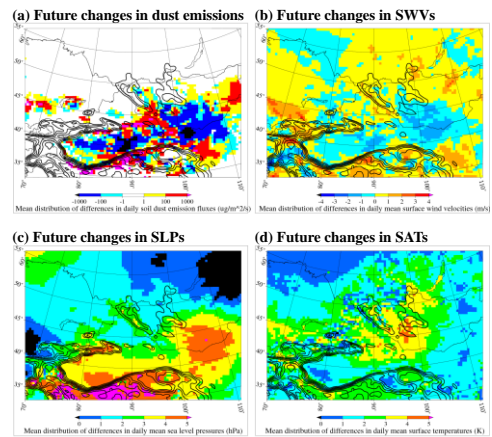 (a) Future changes in dust emissions
(b) Future changes in SWVs
-1000 -100 -1 1 100 1000
-4 -3 -2 -1 0 1 2 3 4
Mean distribution of differences in daily soil dust emission fluxes (ug/m^2/s)
Mean distribution of differences in daily mean surface wind velocities (m/s)
(c) Future changes in SLPs
(d) Future changes in SATs
0 1 2 3 4 5
0 1 2 3 4 5
Mean distribution of differences in daily mean sea level pressures (hPa)
Mean distribution of differences in daily mean surface temperatures (K)